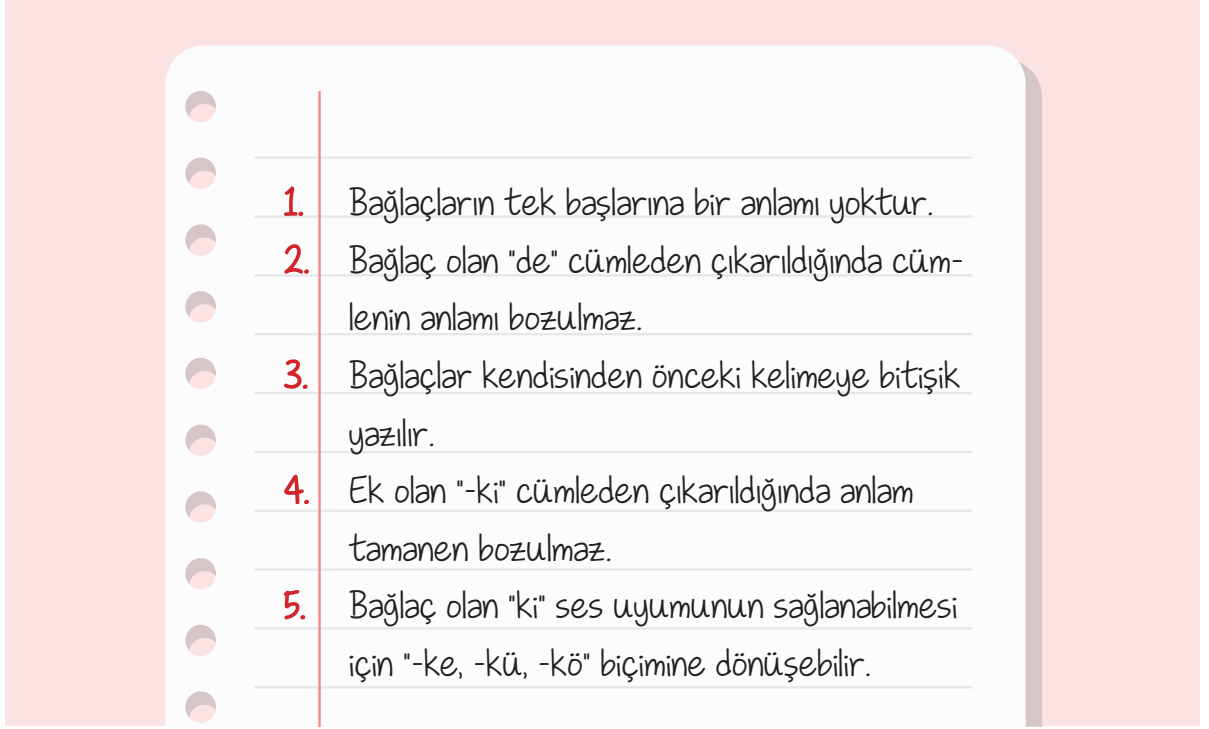 1. Bağlaçların tek başlarına bir anlamı yoktur.
2. Bağlaç olan "de" cümleden çıkarıldığında cüm-
lenin anlamı bozulmaz.
3. Bağlaçlar kendisinden önceki kelimeye bitişik
yazılır.
4. Ek olan "-ki" cümleden çıkarıldığında anlam
tamanen bozulmaz.
5. Bağlaç olan "ki" ses uyumunun sağlanabilmesi
için "-ke, -kü, -kö" biçimine dönüşebilir.